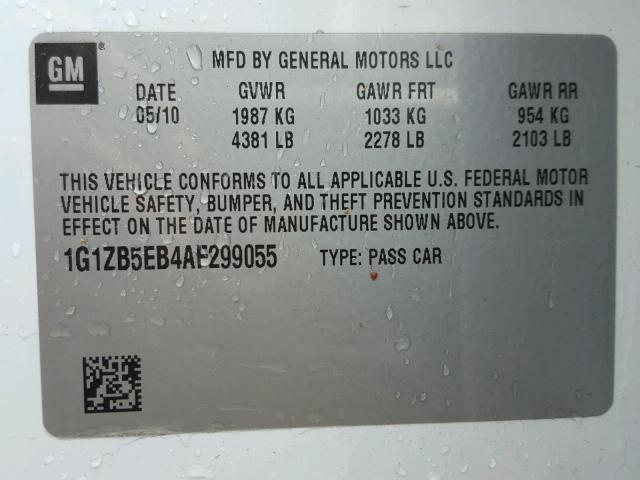 GM ®
MFD BY GENERAL MOTORS LLC
DATE GVWR GAWR FRT GAWR RR
05/10 1987 KG 1033 KG 954 KG
4381 LB 2278 LB 2103 LB
THIS VEHICLE CONFORMS TO ALL APPLICABLE U.S. FEDERAL MOTOR
VEHICLE SAFETY, BUMPER, AND THEFT PREVENTION STANDARDS IN
EFFECT ON THE DATE OF MANUFACTURE SHOWN ABOVE.
1G1ZB5EB4AF299055 TYPE: PASS CAR